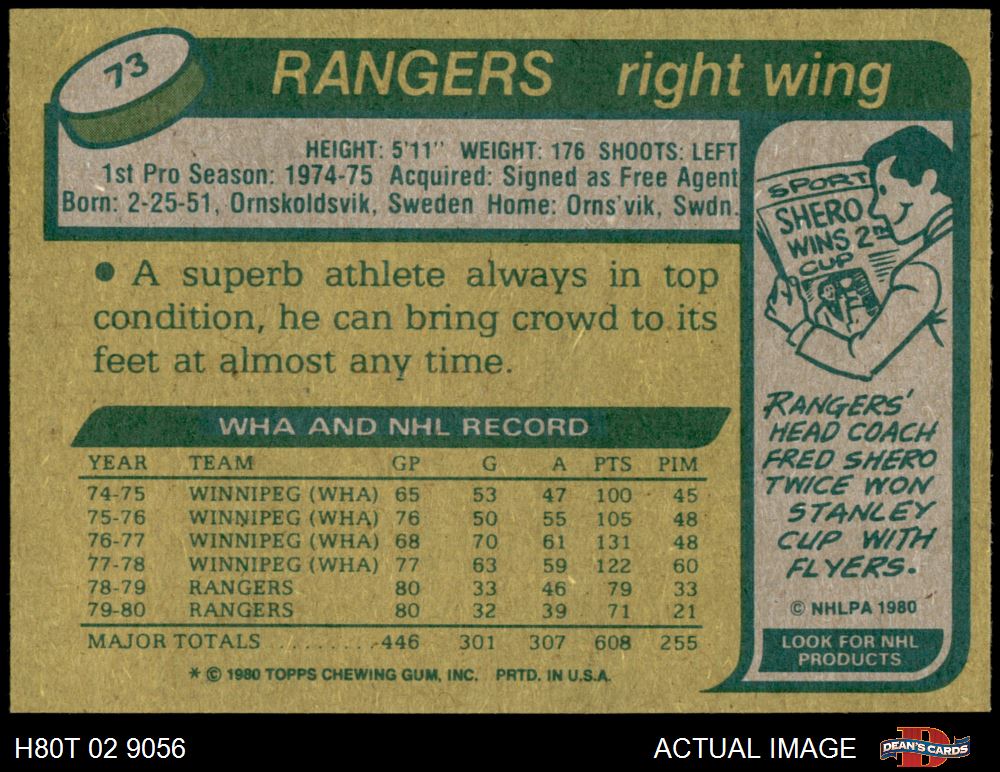 73
RANGERS right wing
HEIGHT: 5'11" WEIGHT: 176 SHOOTS: LEFT
1st Pro Season: 1974-75 Acquired: Signed as Free Agent
Born: 2-25-51, Ornskoldsvik, Sweden Home: Orns'vik, Swdn.
● A superb athlete always in top
condition, he can bring crowd to its
feet at almost any time.
WHA AND NHL RECORD
YEAR TEAM GP G A PTS PIM
74-75 WINNIPEG (WHA) 65 53 47 100 45
75-76 WINNIPEG (WHA) 76 50 55 105 48
76-77 WINNIPEG (WHA) 68 70 61 131 48
77-78 WINNIPEG (WHA) 77 63 59 122 60
78-79 RANGERS 80 33 46 79 33
79-80 RANGERS 80 32 39 71 21
MAJOR TOTALS .......... 446 301 307 608 255
* © 1980 TOPPS CHEWING GUM, INC. PRTD. IN U.S.A.
SPORT
SHERO
WINS 2ND
CUP
RANGERS'
HEAD COACH
FRED SHERO
TWICE WON
STANLEY
CUP WITH
FLYERS.
© NHLPA 1980
LOOK FOR NHL
PRODUCTS
H80T 02 9056
ACTUAL IMAGE
DEAN'S CARDS